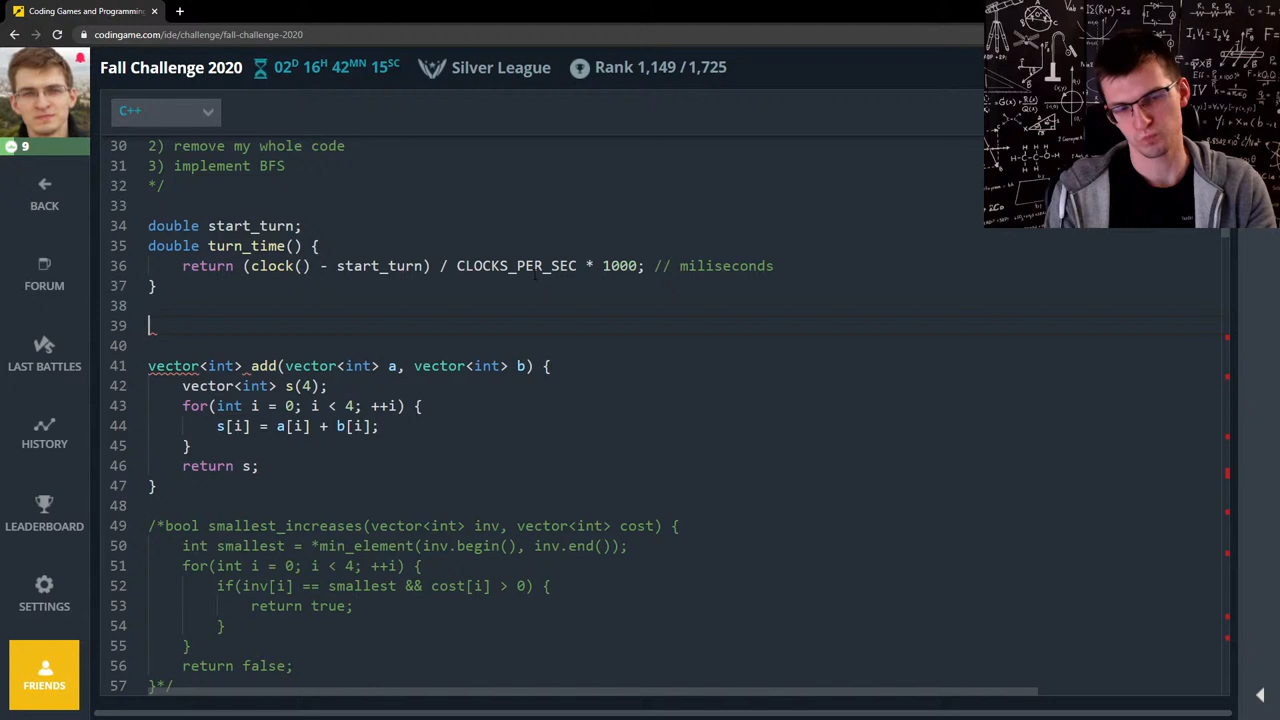 Coding Games and Programming
codingame.com/ide/challenge/fall-challenge-2020
Fall Challenge 2020
02D 16H 42MN 15SC
Silver League
Rank 1,149 / 1,725
9
C++
BACK
FORUM
LAST BATTLES
HISTORY
LEADERBOARD
SETTINGS
FRIENDS
30 2) remove my whole code
31 3) implement BFS
32 */
33
34 double start_turn;
35 double turn_time() {
36 return (clock() - start_turn) / CLOCKS_PER_SEC * 1000; // miliseconds
37 }
38
39
40
41 vector<int> add(vector<int> a, vector<int> b) {
42 vector<int> s(4);
43 for(int i = 0; i < 4; ++i) {
44 s[i] = a[i] + b[i];
45 }
46 return s;
47 }
48
49 /*bool smallest_increases(vector<int> inv, vector<int> cost) {
50 int smallest = *min_element(inv.begin(), inv.end());
51 for(int i = 0; i < 4; ++i) {
52 if(inv[i] == smallest && cost[i] > 0) {
53 return true;
54 }
55 }
56 return false;
57 }*/